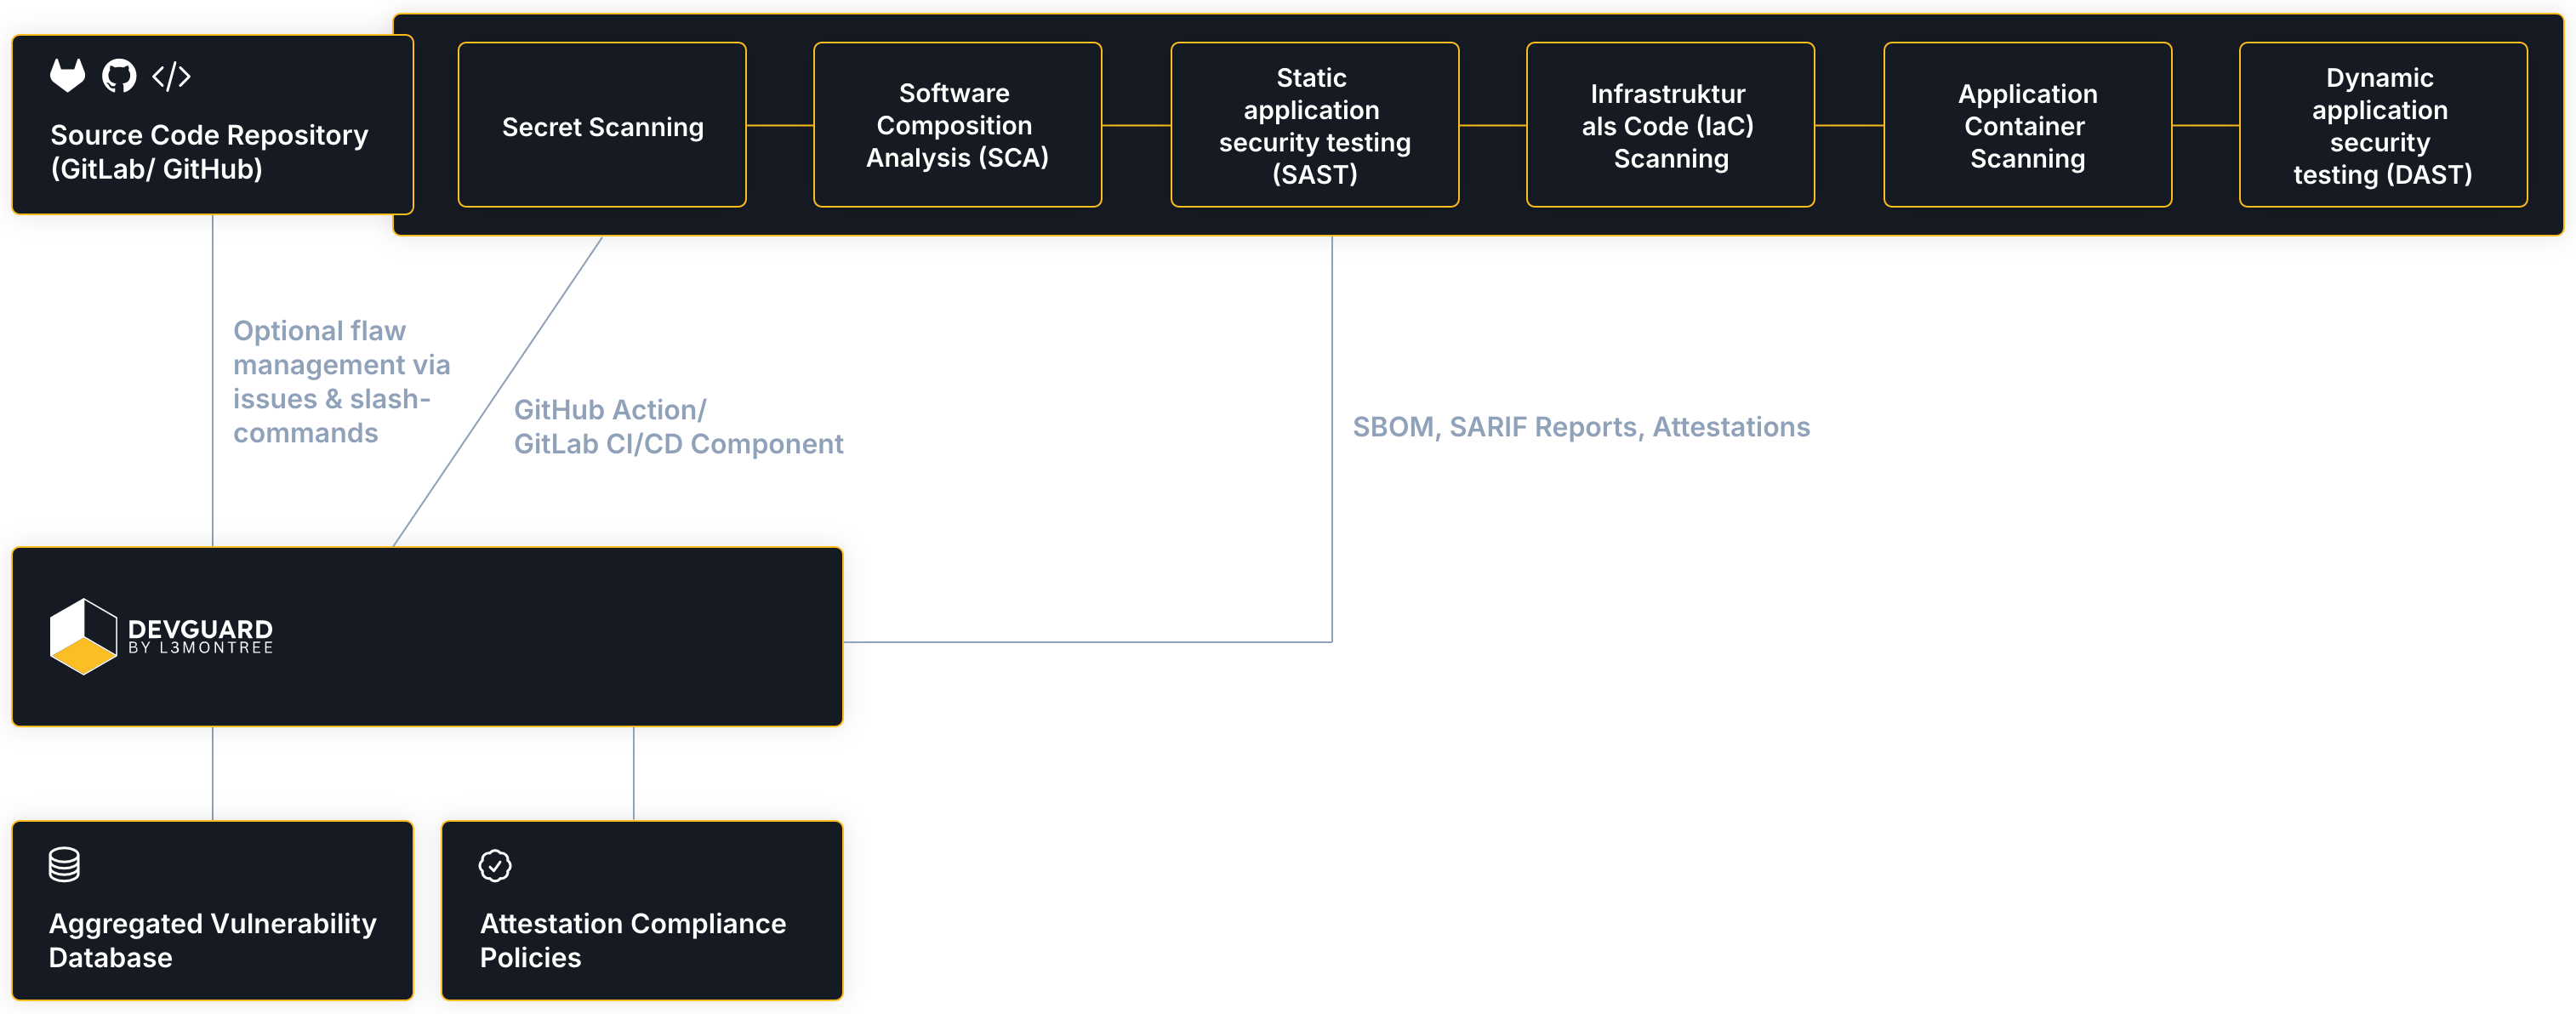 Source Code Repository
(GitLab/ GitHub)
Secret Scanning
Software
Composition
Analysis (SCA)
Static
application
security testing
(SAST)
Infrastruktur
als Code (IaC)
Scanning
Application
Container
Scanning
Dynamic
application
security
testing (DAST)
Optional flaw
management via
issues & slash-
commands
GitHub Action/
GitLab CI/CD Component
SBOM, SARIF Reports, Attestations
DEVGUARD
BY L3MONTREE
Aggregated Vulnerability
Database
Attestation Compliance
Policies